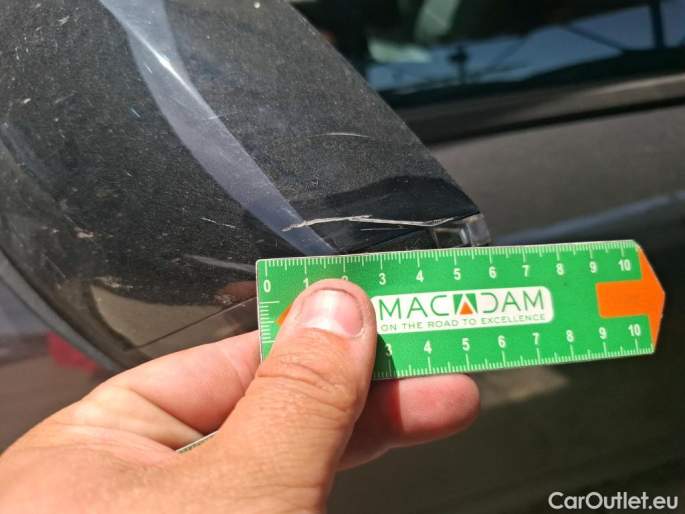 0 1 2 3 4 5 6 7 8 9 10
MACADAM
ON THE ROAD TO EXCELLENCE
3 4 5 6 7 8 9 10
CarOutlet.eu